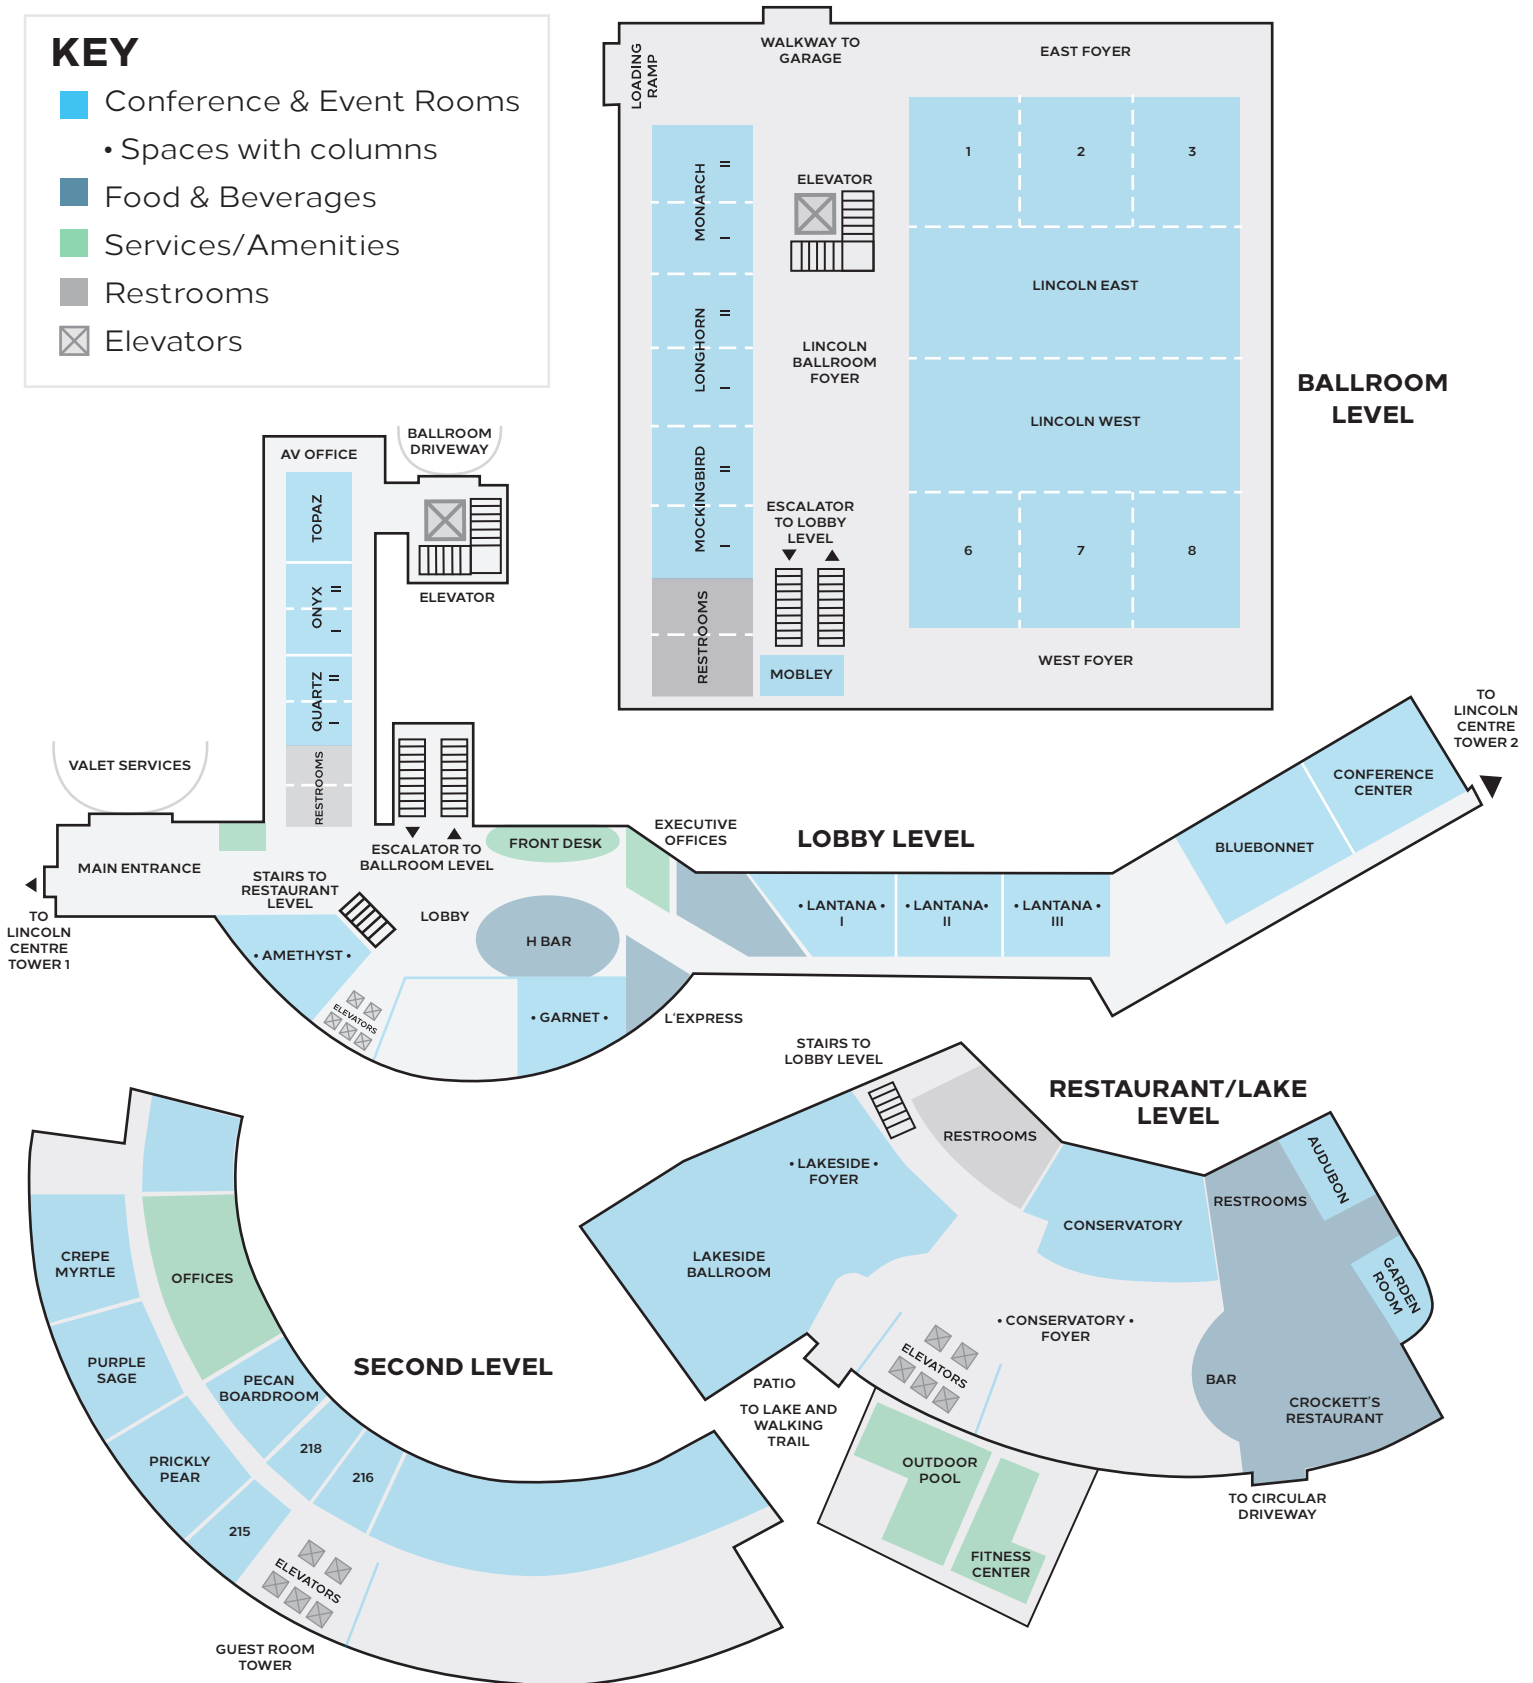 KEY
Conference & Event Rooms
• Spaces with columns
Food & Beverages
Services/Amenities
Restrooms
Elevators
WALKWAY TO
GARAGE
EAST FOYER
LOADING
RAMP
MONARCH
II
I
ELEVATOR
1
2
3
LINCOLN EAST
LONGHORN
II
I
LINCOLN
BALLROOM
FOYER
BALLROOM
LEVEL
LINCOLN WEST
MOCKINGBIRD
II
I
ESCALATOR
TO LOBBY
LEVEL
6
7
8
RESTROOMS
MOBLEY
WEST FOYER
BALLROOM
DRIVEWAY
AV OFFICE
TOPAZ
ONYX
II
I
ELEVATOR
QUARTZ
II
I
RESTROOMS
VALET SERVICES
TO
LINCOLN
CENTRE
TOWER 2
CONFERENCE
CENTER
BLUEBONNET
LOBBY LEVEL
EXECUTIVE
OFFICES
FRONT DESK
ESCALATOR TO
BALLROOM LEVEL
MAIN ENTRANCE
STAIRS TO
RESTAURANT
LEVEL
LOBBY
TO
LINCOLN
CENTRE
TOWER 1
• LANTANA •
I
• LANTANA•
II
• LANTANA •
III
H BAR
• AMETHYST •
ELEVATORS
• GARNET •
L'EXPRESS
STAIRS TO
LOBBY LEVEL
RESTAURANT/LAKE
LEVEL
RESTROOMS
• LAKESIDE •
FOYER
AUDUBON
RESTROOMS
CONSERVATORY
LAKESIDE
BALLROOM
GARDEN
ROOM
• CONSERVATORY •
FOYER
ELEVATORS
BAR
CROCKETT'S
RESTAURANT
PATIO
TO LAKE AND
WALKING
TRAIL
OUTDOOR
POOL
FITNESS
CENTER
TO CIRCULAR
DRIVEWAY
SECOND LEVEL
CREPE
MYRTLE
OFFICES
PURPLE
SAGE
PECAN
BOARDROOM
PRICKLY
PEAR
218
216
215
ELEVATORS
GUEST ROOM
TOWER